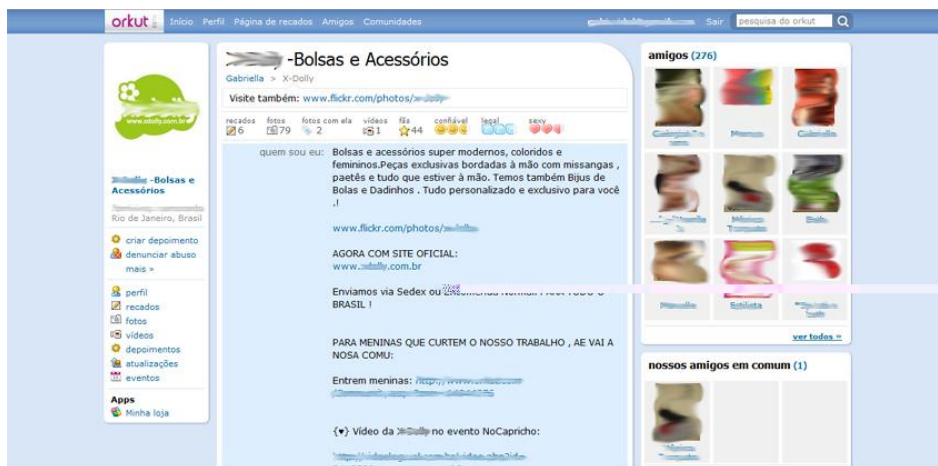 orkut
Início Perfil Página de recados Amigos Comunidades
Sair
pesquisa do orkut
www.xdolly.com.br
-Bolsas e
Acessórios
Rio de Janeiro, Brasil
criar depoimento
denunciar abuso
mais »
perfil
recados
fotos
vídeos
depoimentos
atualizações
eventos
Apps
Minha loja
-Bolsas e Acessórios
Gabriella > X-Dolly
Visite também: www.flickr.com/photos/
recados fotos fotos com ela vídeos fãs confiável legal sexy
6 79 2 1 44
quem sou eu: Bolsas e acessórios super modernos, coloridos e
femininos.Peças exclusivas bordadas à mão com missangas ,
paetês e tudo que estiver à mão. Temos também Bijus de
Bolas e Dadinhos . Tudo personalizado e exclusivo para você
.!
www.flickr.com/photos/
AGORA COM SITE OFICIAL:
www. .com.br
Enviamos via Sedex ou
BRASIL !
PARA MENINAS QUE CURTEM O NOSSO TRABALHO , AE VAI A
NOSA COMU:
Entrem meninas:
{♥} Vídeo da no evento NoCapricho:
amigos (276)
Estilista
ver todos »
nossos amigos em comum (1)